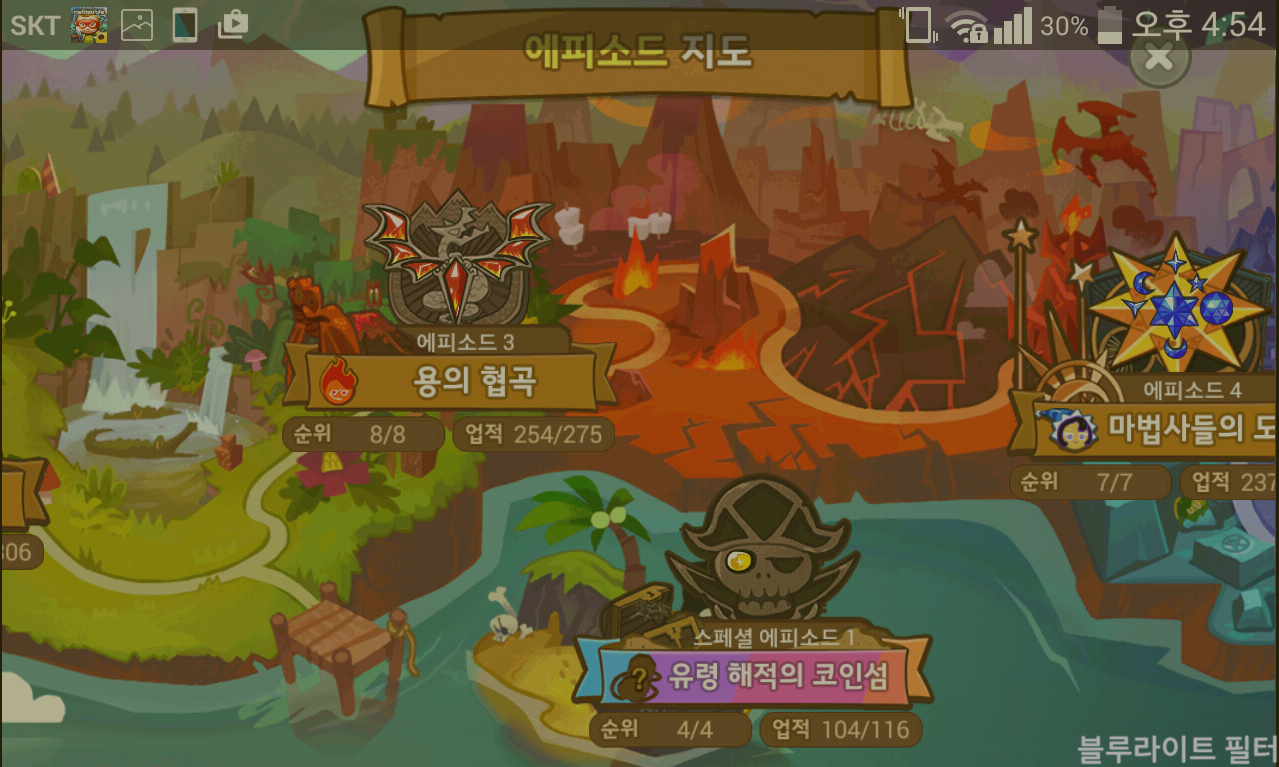 SKT
30%
오후 4:54
에피소드 지도
에피소드 3
용의 협곡
순위 8/8
업적 254/275
에피소드 4
마법사들의
순위 7/7
업적 237
306
스페셜 에피소드 1
?
유령 해적의 코인섬
순위 4/4
업적 104/116
블루라이트 필터